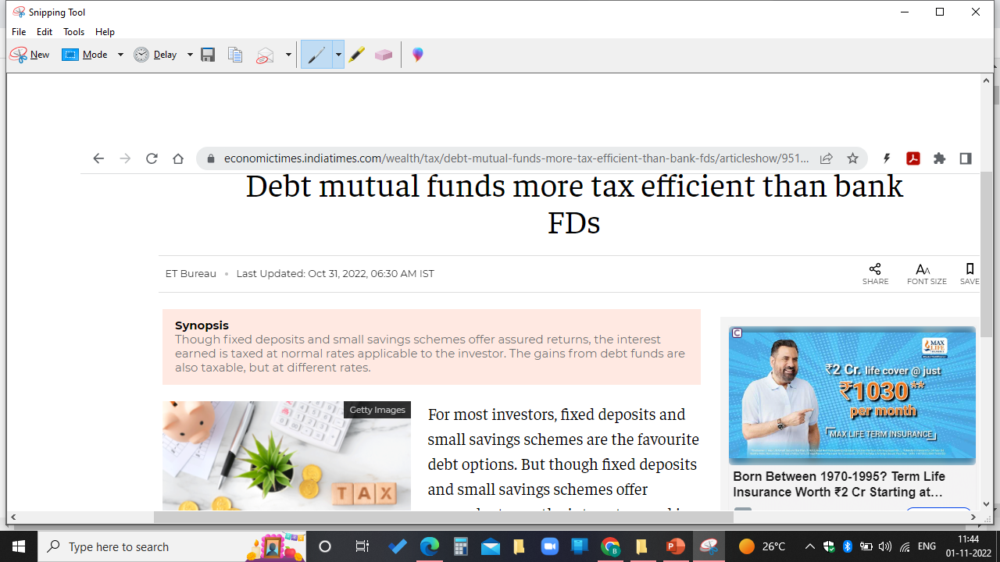 Snipping Tool
File Edit Tools Help
New Mode Delay
economictimes.indiatimes.com/wealth/tax/debt-mutual-funds-more-tax-efficient-than-bank-fds/articleshow/951...
Debt mutual funds more tax efficient than bank
FDs
ET Bureau • Last Updated: Oct 31, 2022, 06:30 AM IST
SHARE FONT SIZE SAVE
Synopsis
Though fixed deposits and small savings schemes offer assured returns, the interest
earned is taxed at normal rates applicable to the investor. The gains from debt funds are
also taxable, but at different rates.
Getty Images
TAX
For most investors, fixed deposits and
small savings schemes are the favourite
debt options. But though fixed deposits
and small savings schemes offer
MAX
LIFE
₹2 Cr. life cover @ just
₹1030**
per month
MAX LIFE TERM INSURANCE
Born Between 1970-1995? Term Life
Insurance Worth ₹2 Cr Starting at...
Type here to search
26°C
ENG
11:44
01-11-2022